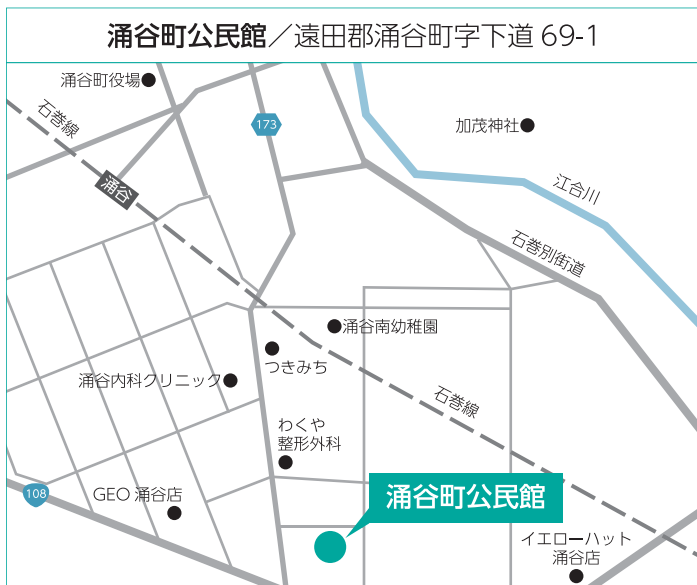 涌谷町公民館／遠田郡涌谷町字下道 69-1
涌谷町役場
石巻線
173
加茂神社
涌谷
江合川
石巻別街道
涌谷南幼稚園
つきみち
涌谷内科クリニック
石巻線
わくや
整形外科
108
GEO 涌谷店
涌谷町公民館
イエローハット
涌谷店